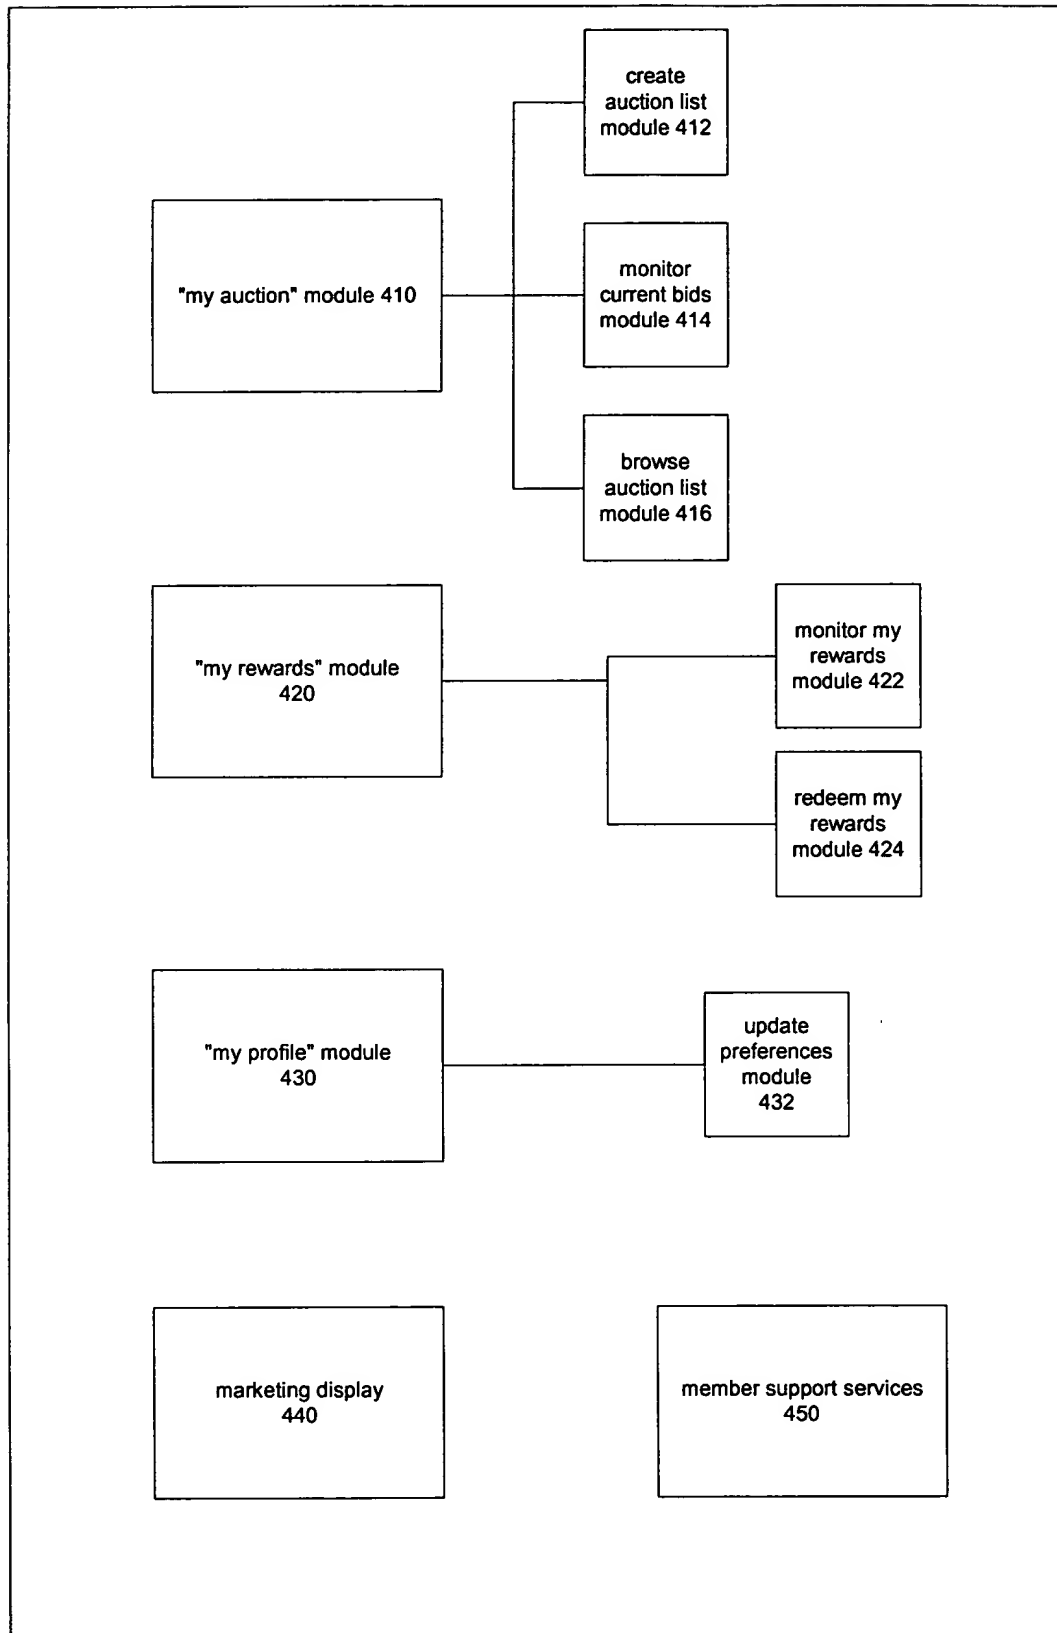 create
auction list
module 412
"my auction" module 410
monitor
current bids
module 414
browse
auction list
module 416
"my rewards" module
420
monitor my
rewards
module 422
redeem my
rewards
module 424
"my profile" module
430
update
preferences
module
432
marketing display
440
member support services
450